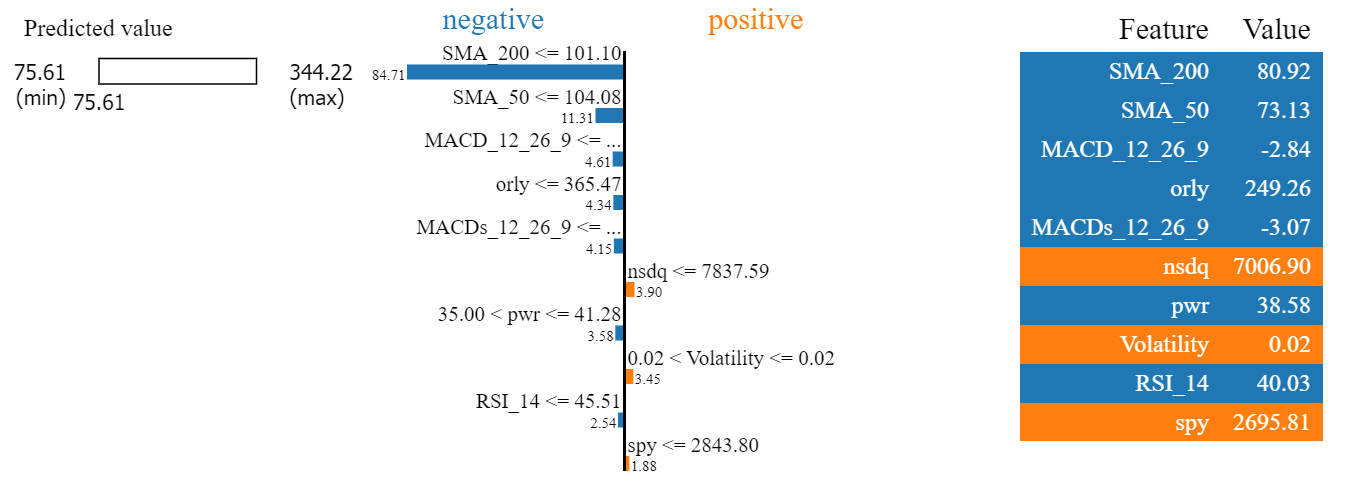 Predicted value
75.61
(min)
75.61
344.22
(max)
negative
positive
SMA_200 <= 101.10
84.71
SMA_50 <= 104.08
11.31
MACD_12_26_9 <= ...
4.61
orly <= 365.47
4.34
MACDs_12_26_9 <= ...
4.15
nsdq <= 7837.59
3.90
35.00 < pwr <= 41.28
3.58
0.02 < Volatility <= 0.02
3.45
RSI_14 <= 45.51
2.54
spy <= 2843.80
1.88
Feature Value
SMA_200 80.92
SMA_50 73.13
MACD_12_26_9 -2.84
orly 249.26
MACDs_12_26_9 -3.07
nsdq 7006.90
pwr 38.58
Volatility 0.02
RSI_14 40.03
spy 2695.81